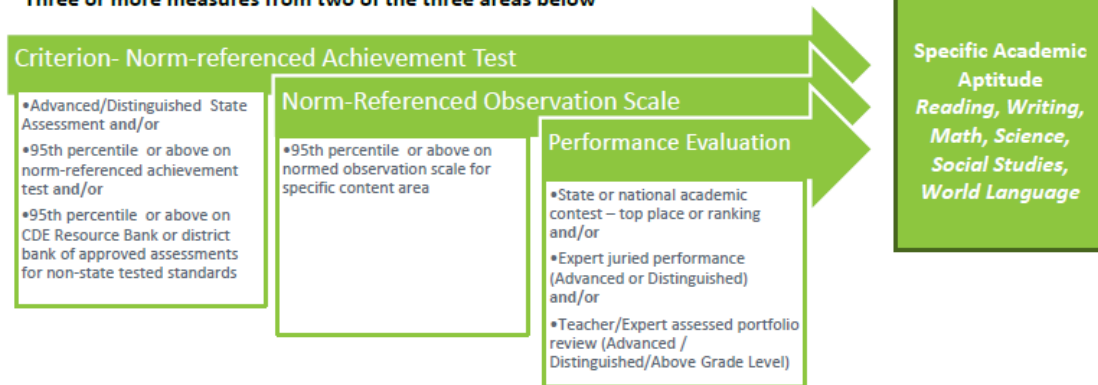 Three or more measures from two of the three areas below
Criterion- Norm-referenced Achievement Test
•Advanced/Distinguished State
Assessment and/or
•95th percentile or above on
norm-referenced achievement
test and/or
•95th percentile or above on
CDE Resource Bank or district
bank of approved assessments
for non-state tested standards
Norm-Referenced Observation Scale
•95th percentile or above on
normed observation scale for
specific content area
Performance Evaluation
•State or national academic
contest – top place or ranking
and/or
•Expert juried performance
(Advanced or Distinguished)
and/or
•Teacher/Expert assessed portfolio
review (Advanced /
Distinguished/Above Grade Level)
Specific Academic
Aptitude
Reading, Writing,
Math, Science,
Social Studies,
World Language